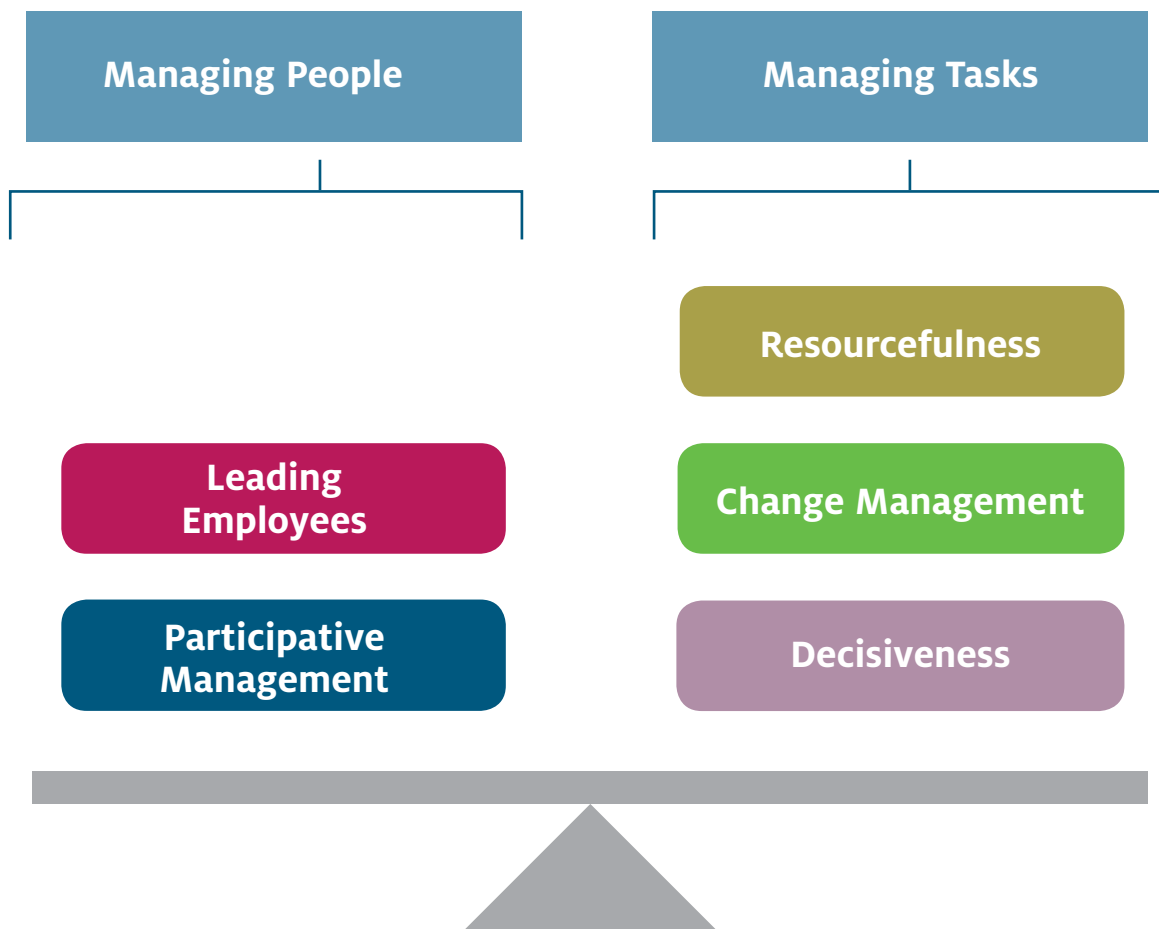 Managing People
Managing Tasks
Resourcefulness
Leading
Employees
Change Management
Participative
Management
Decisiveness